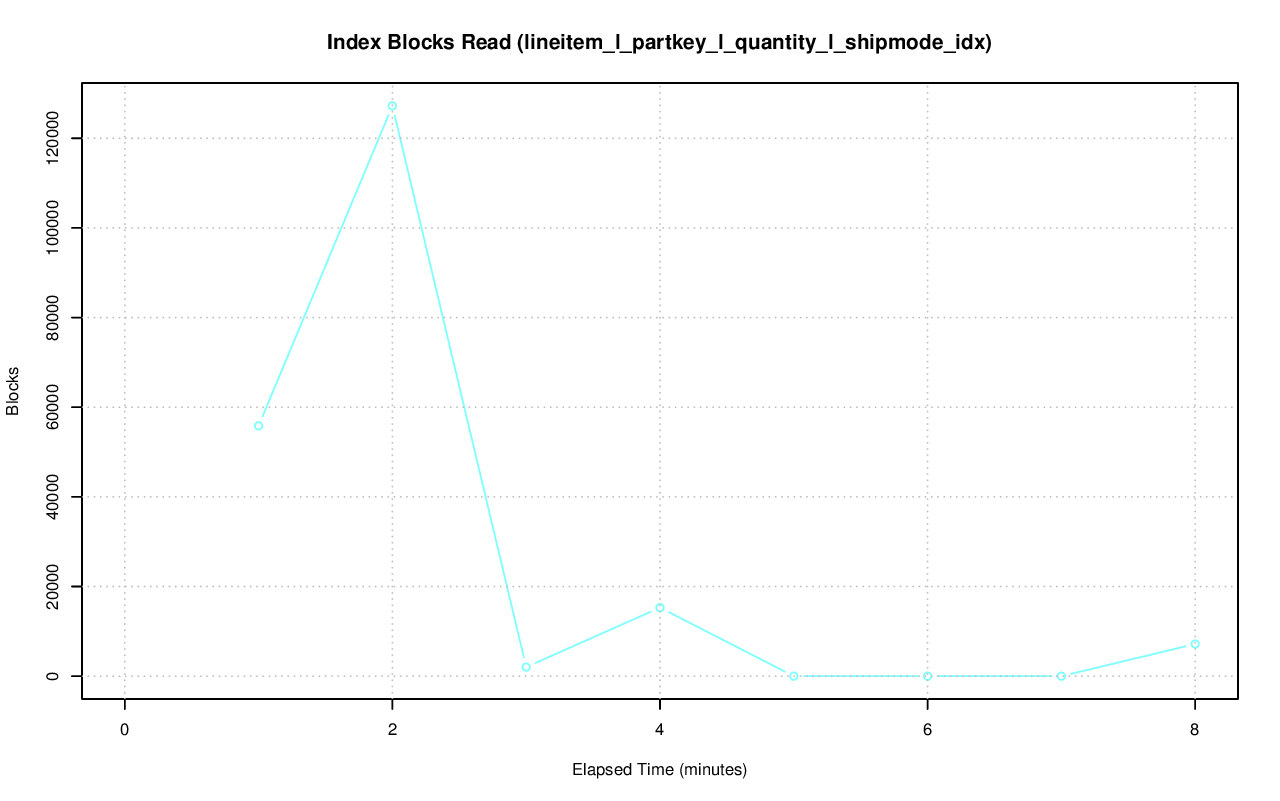 Index Blocks Read (lineitem_l_partkey_l_quantity_l_shipmode_idx)
Blocks
120000
100000
80000
60000
40000
20000
0
0 2 4 6 8
Elapsed Time (minutes)